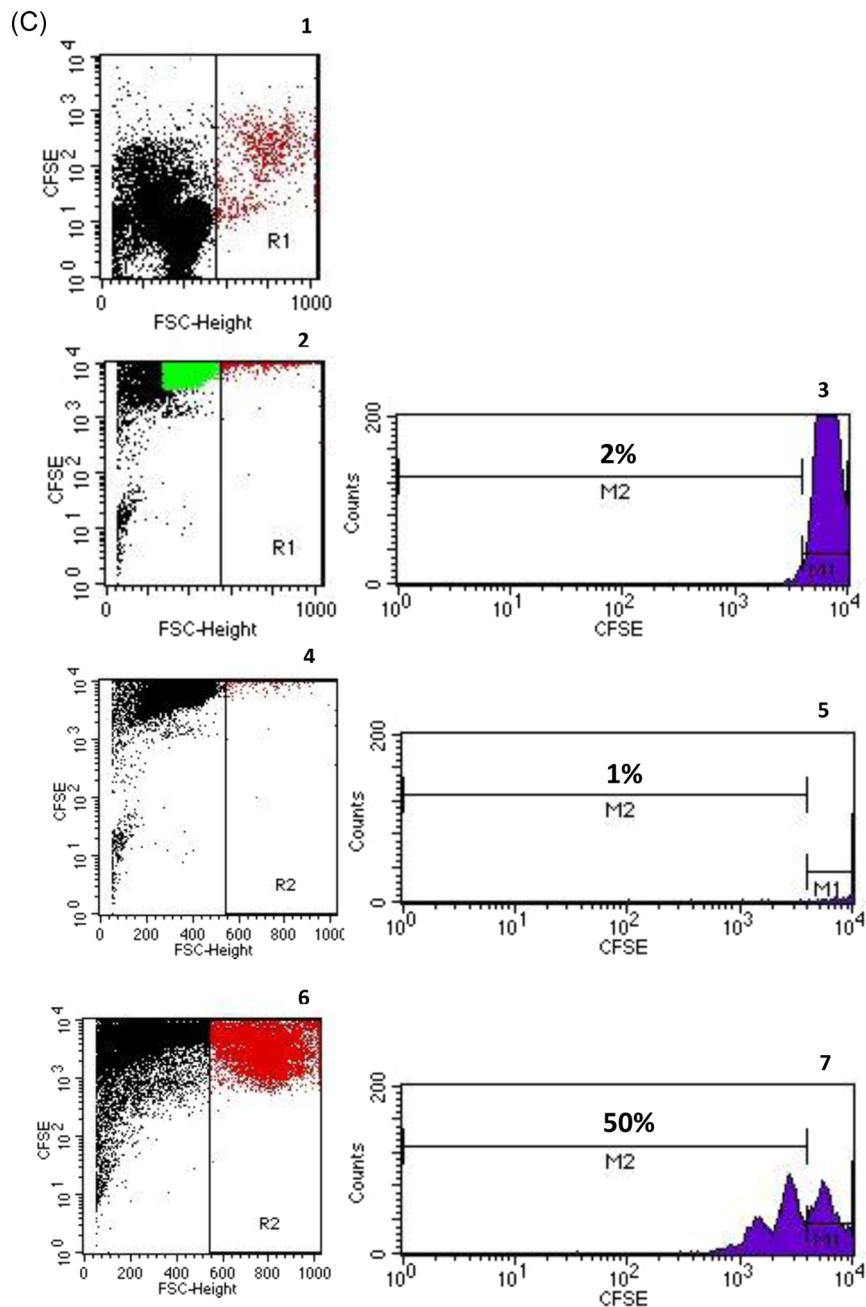 (C)
1
10^0 10^1 10^2 10^3 10^4
CFSE
R1
0 1000
FSC-Height
2
10^0 10^1 10^2 10^3 10^4
CFSE
R1
0 1000
FSC-Height
3
200
0
Counts
2%
M2
M1
10^0 10^1 10^2 10^3 10^4
CFSE
4
10^0 10^1 10^2 10^3 10^4
CFSE
R2
0 200 400 600 800 100(
FSC-Height
5
200
0
Counts
1%
M2
M1
10^0 10^1 10^2 10^3 10^4
CFSE
6
10^0 10^1 10^2 10^3 10^4
CFSE
R2
0 200 400 600 800 1000
FSC-Height
7
200
0
Counts
50%
M2
M1
10^0 10^1 10^2 10^3 10^4
CFSE